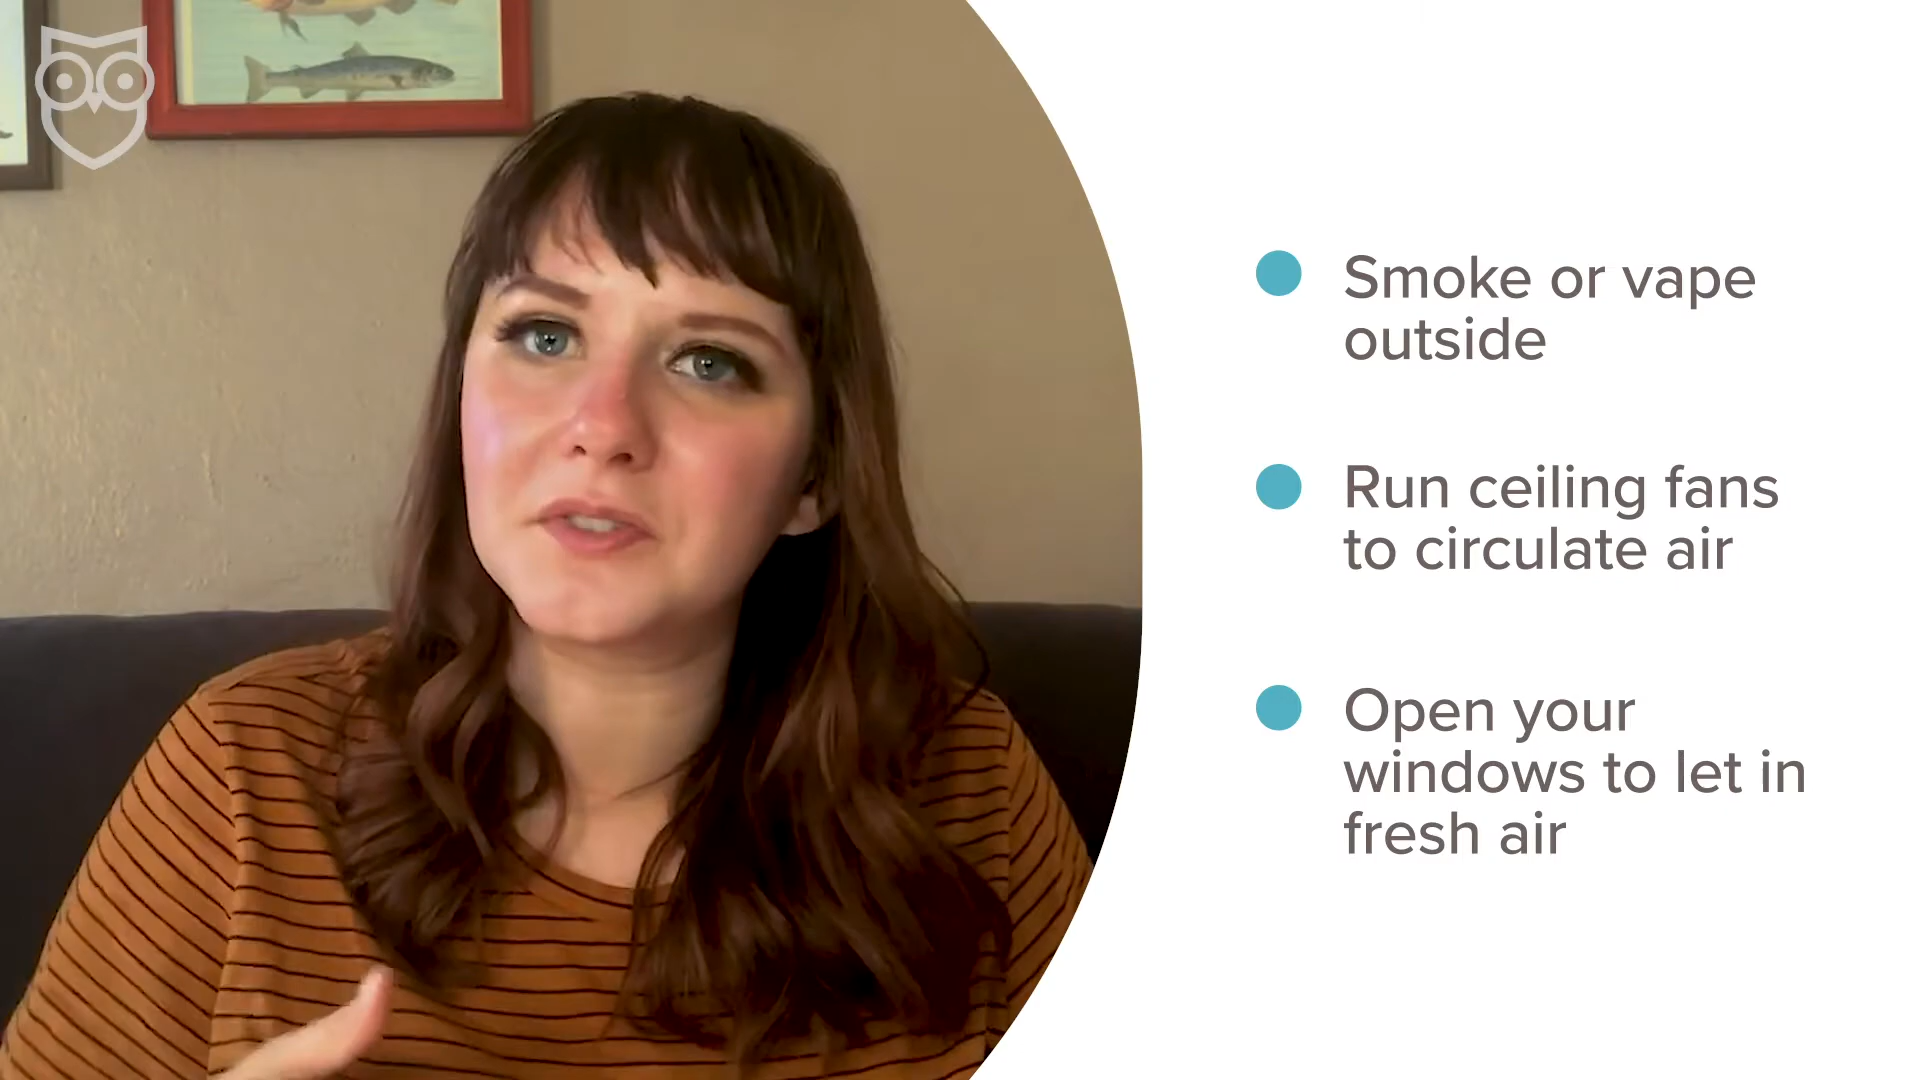 Smoke or vape
outside
Run ceiling fans
to circulate air
Open your
windows to let in
fresh air